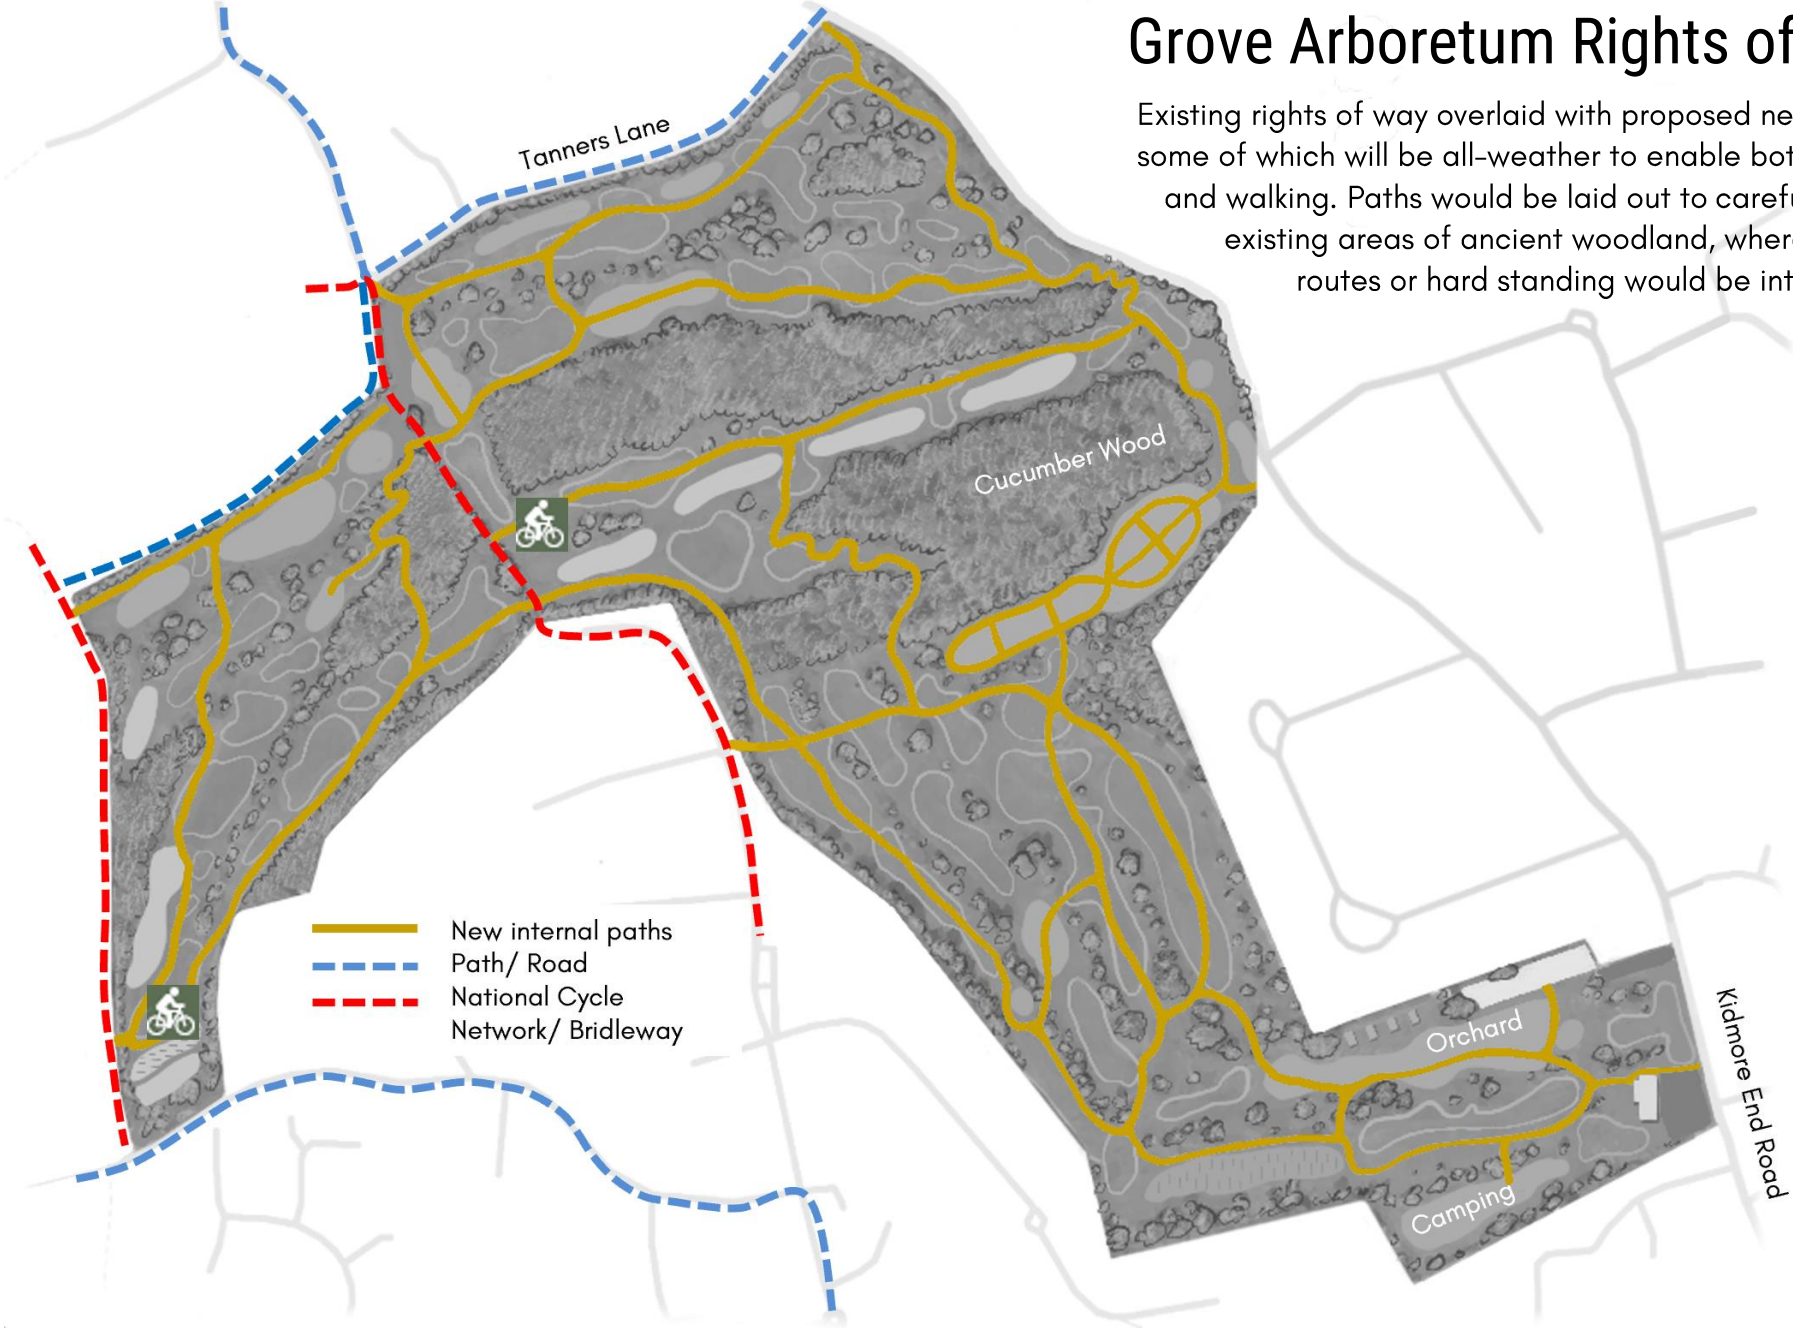 Grove Arboretum Rights of
Existing rights of way overlaid with proposed ne
some of which will be all-weather to enable bot
and walking. Paths would be laid out to carefu
existing areas of ancient woodland, wher
routes or hard standing would be int
Tanners Lane
Cucumber Wood
New internal paths
Path/ Road
National Cycle
Network/ Bridleway
Orchard
Camping
Kidmore End Road